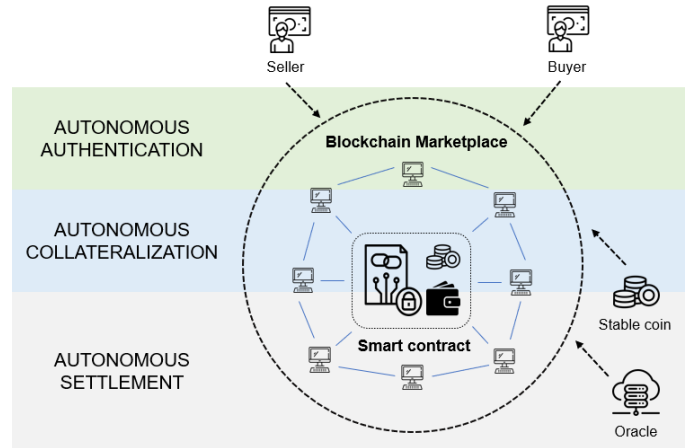 Seller
Buyer
AUTONOMOUS
AUTHENTICATION
Blockchain Marketplace
AUTONOMOUS
COLLATERALIZATION
Stable coin
Smart contract
AUTONOMOUS
SETTLEMENT
Oracle